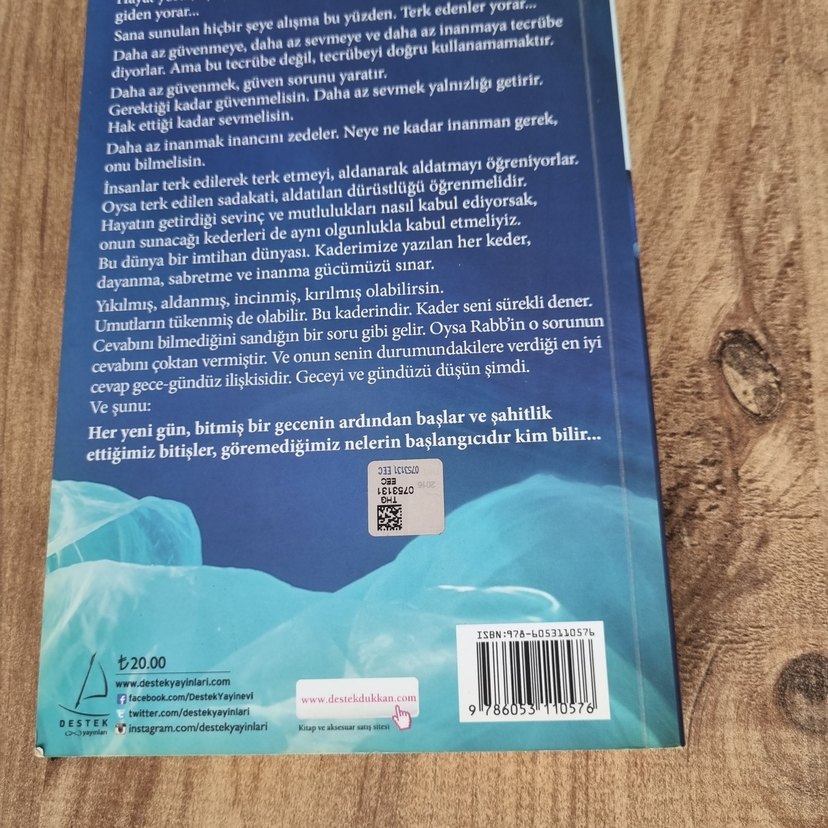 giden yorar...
Sana sunulan hiçbir şeye alışma bu yüzden. Terk edenler yorar...
Daha az güvenmeye, daha az sevmeye ve daha az inanmaya tecrübe
diyorlar. Ama bu tecrübe değil, tecrübeyi doğru kullanamamaktır.
Daha az güvenmek, güven sorunu yaratır.
Gerektiği kadar güvenmelisin. Daha az sevmek yalnızlığı getirir.
Hak ettiği kadar sevmelisin.
Daha az inanmak inancını zedeler. Neye ne kadar inanman gerek,
onu bilmelisin.
İnsanlar terk edilerek terk etmeyi, aldanarak aldatmayı öğreniyorlar.
Oysa terk edilen sadakati, aldatılan dürüstlüğü öğrenmelidir.
Hayatın getirdiği sevinç ve mutlulukları nasıl kabul ediyorsak,
onun sunacağı kederleri de aynı olgunlukla kabul etmeliyiz.
Bu dünya bir imtihan dünyası. Kaderimize yazılan her keder,
dayanma, sabretme ve inanma gücümüzü sınar.
Yıkılmış, aldanmış, incinmiş, kırılmış olabilirsin.
Umutların tükenmiş de olabilir. Bu kaderindir. Kader seni sürekli dener.
Cevabını bilmediğini sandığın bir soru gibi gelir. Oysa Rabb'in o sorunun
cevabını çoktan vermiştir. Ve onun senin durumundakilere verdiği en iyi
cevap gece-gündüz ilişkisidir. Geceyi ve gündüzü düşün şimdi.
Ve şunu:
Her yeni gün, bitmiş bir gecenin ardından başlar ve şahitlik
ettiğimiz bitişler, göremediğimiz nelerin başlangıcıdır kim bilir...
0753131 EEC
2016
THG
EEC
0753131
ISBN:978-6053110576
9 786053 110576
₺20.00
www.destekyayinlari.com
facebook.com/DestekYayinevi
twitter.com/destekyayinlari
instagram.com/destekyayinlari
DESTEK
yayınları
www.destekdukkan.com
Kitap ve aksesuar satış sitesi